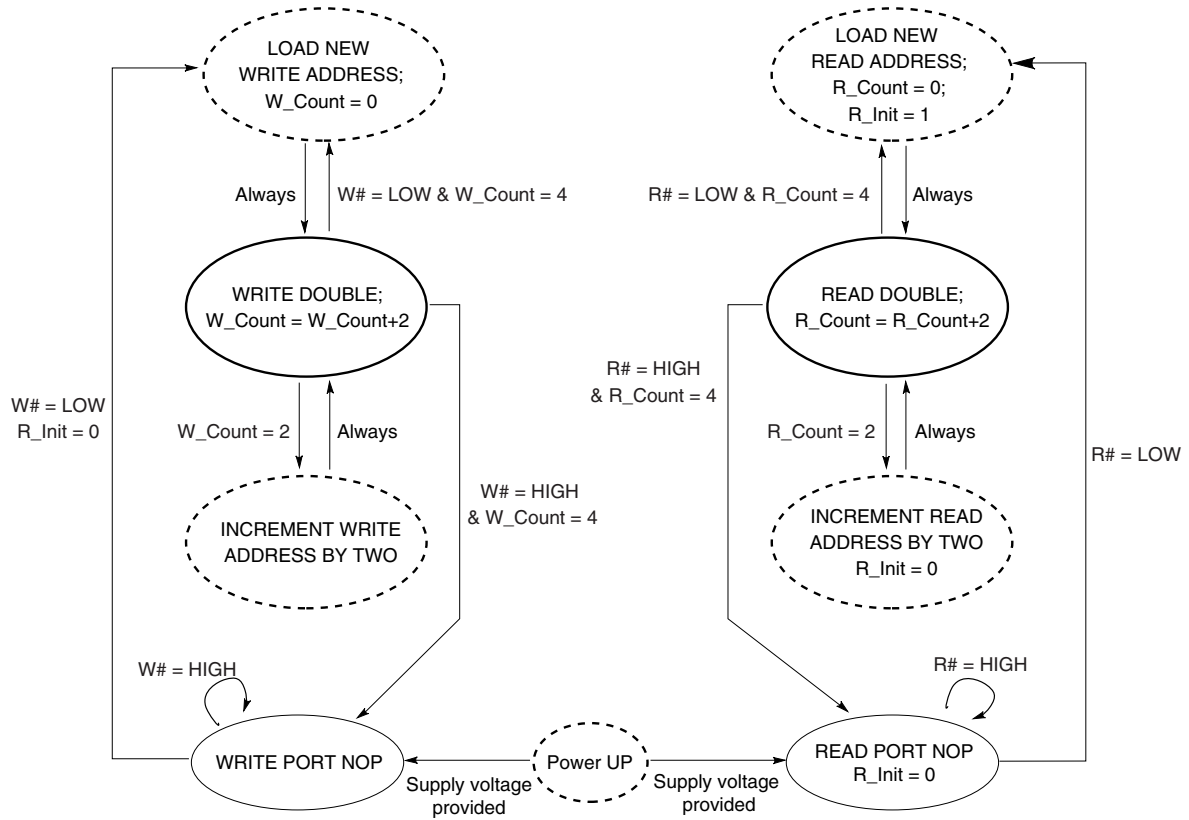 LOAD NEW
WRITE ADDRESS;
W_Count = 0
LOAD NEW
READ ADDRESS;
R_Count = 0;
R_Init = 1
Always
W# = LOW & W_Count = 4
R# = LOW & R_Count = 4
Always
WRITE DOUBLE;
W_Count = W_Count+2
READ DOUBLE;
R_Count = R_Count+2
W# = LOW
R_Init = 0
W_Count = 2
Always
R# = HIGH
& R_Count = 4
R_Count = 2
Always
R# = LOW
W# = HIGH
& W_Count = 4
INCREMENT WRITE
ADDRESS BY TWO
INCREMENT READ
ADDRESS BY TWO
R_Init = 0
W# = HIGH
R# = HIGH
WRITE PORT NOP
Power UP
READ PORT NOP
R_Init = 0
Supply voltage
provided
Supply voltage
provided